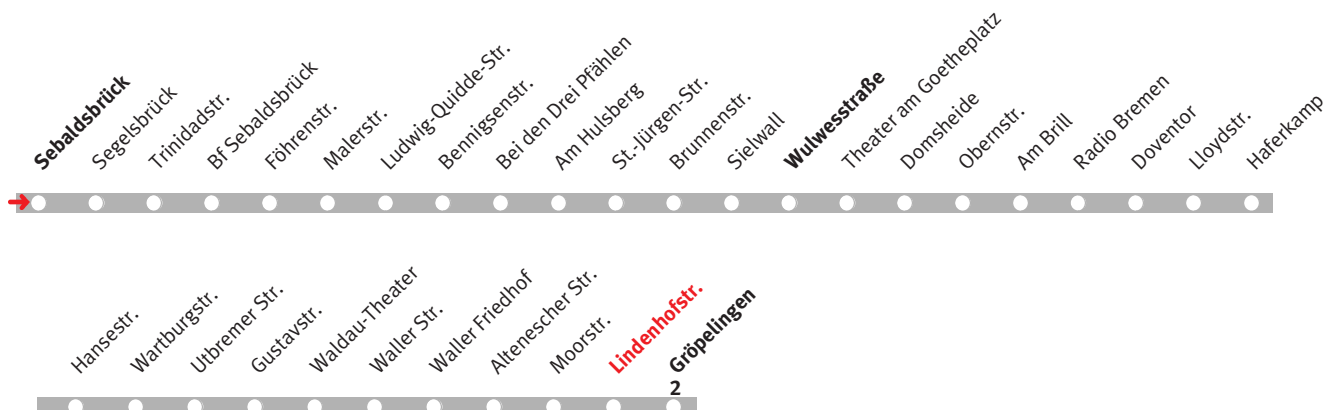 Sebaldsbrück
Segelsbrück
Trinidadstr.
Bf Sebaldsbrück
Föhrenstr.
Malerstr.
Ludwig-Quidde-Str.
Bennigsenstr.
Bei den Drei Pfählen
Am Hulsberg
St.-Jürgen-Str.
Brunnenstr.
Sielwall
Wulwesstraße
Theater am Goetheplatz
Domsheide
Obernstr.
Am Brill
Radio Bremen
Doventor
Lloydstr.
Haferkamp
Hansestr.
Wartburgstr.
Utbremer Str.
Gustavstr.
Waldau-Theater
Waller Str.
Waller Friedhof
Altenescher Str.
Moorstr.
Lindenhofstr.
Gröpelingen
2